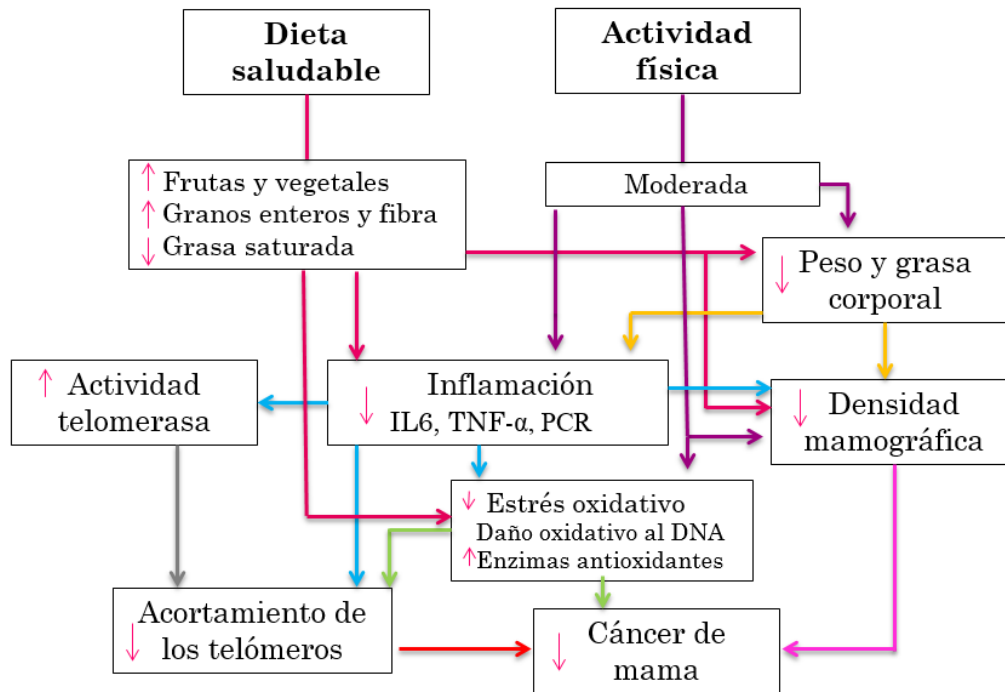 Dieta
saludable
Actividad
física
↑ Frutas y vegetales
↑ Granos enteros y fibra
↓ Grasa saturada
Moderada
↓ Peso y grasa
corporal
↑ Actividad
telomerasa
↓ Inflamación
IL6, TNF-α, PCR
↓ Densidad
mamográfica
↓ Estrés oxidativo
Daño oxidativo al DNA
↑ Enzimas antioxidantes
Acortamiento de
↓ los telómeros
↓ Cáncer de
mama